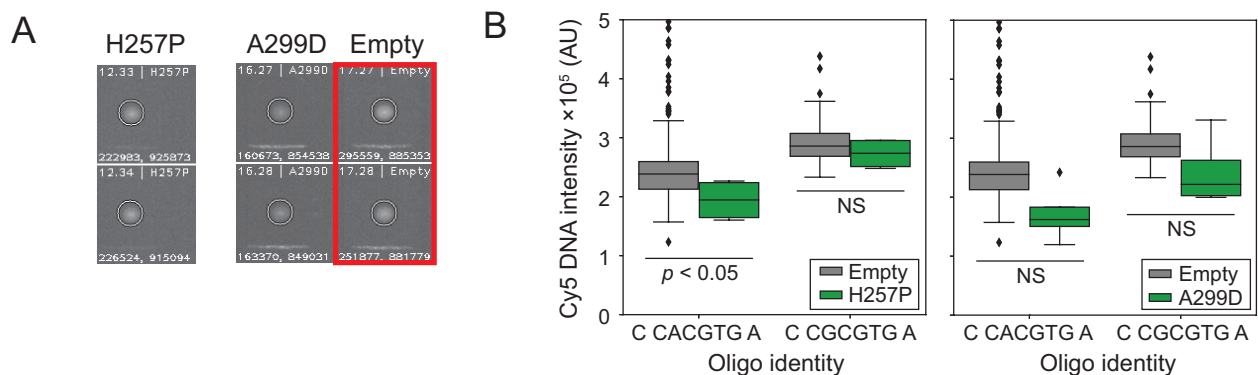 A
H257P
A299D Empty
12.33 | H257P
222983, 925873
12.34 | H257P
226524, 915094
16.27 | A299D
160673, 854538
16.28 | A299D
163370, 849031
17.27 | Empty
295559, 885353
17.28 | Empty
251877, 881779
B
Cy5 DNA intensity ×10⁵ (AU)
5
4
3
2
1
0
p < 0.05
NS
Empty
H257P
C CACGTG A C CGCGTG A
Oligo identity
NS
NS
Empty
A299D
C CACGTG A C CGCGTG A
Oligo identity